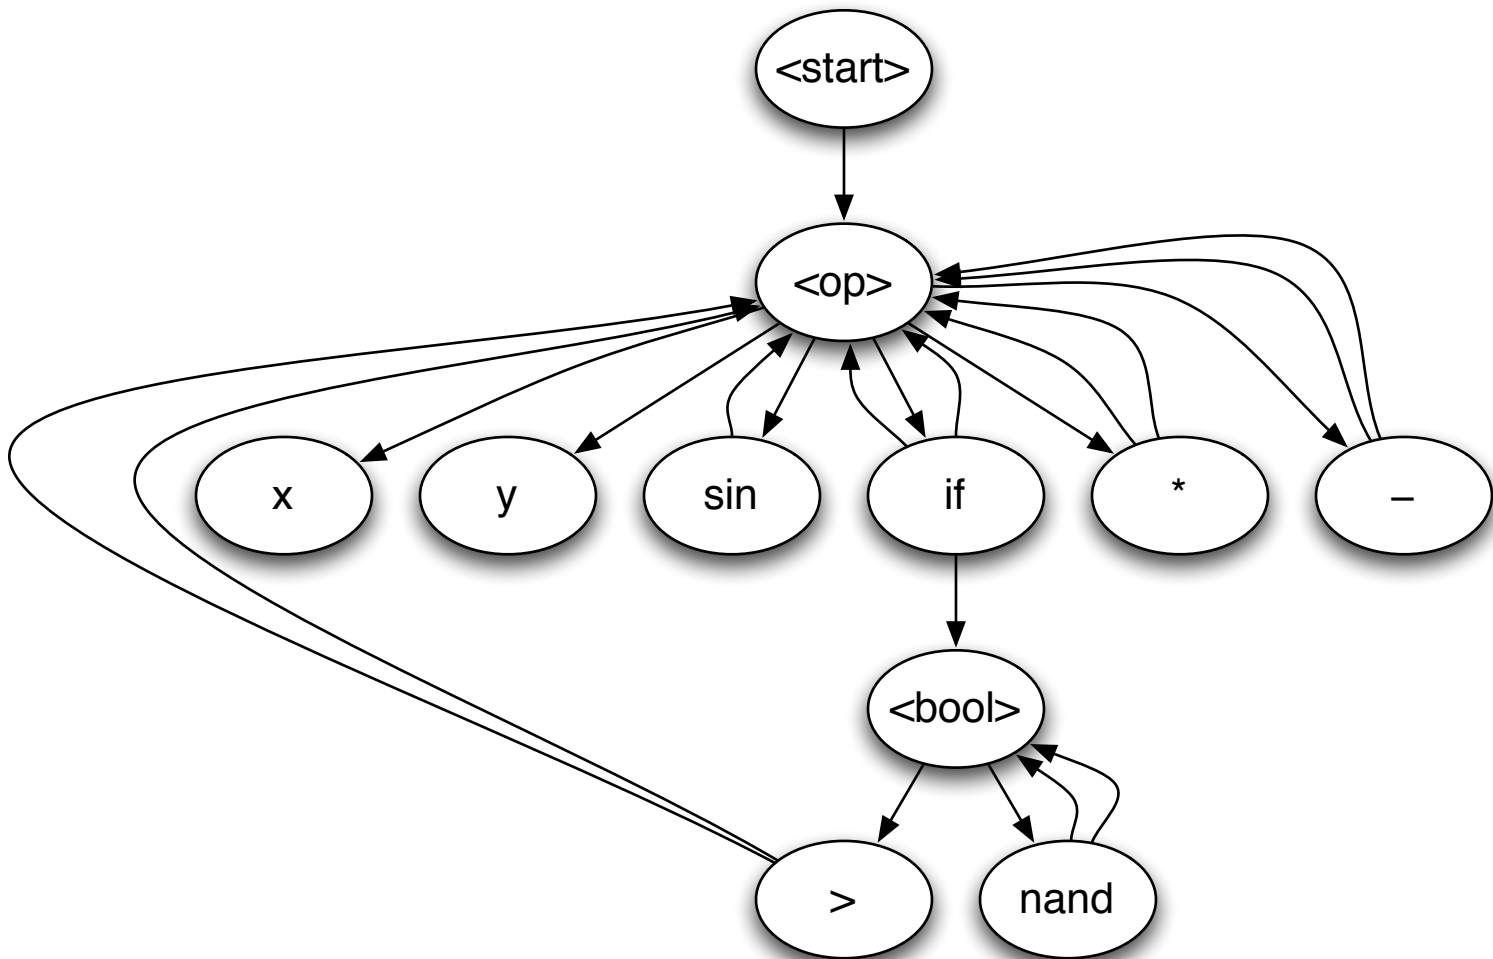 <start>
<op>
x
y
sin
if
*
–
<bool>
>
nand